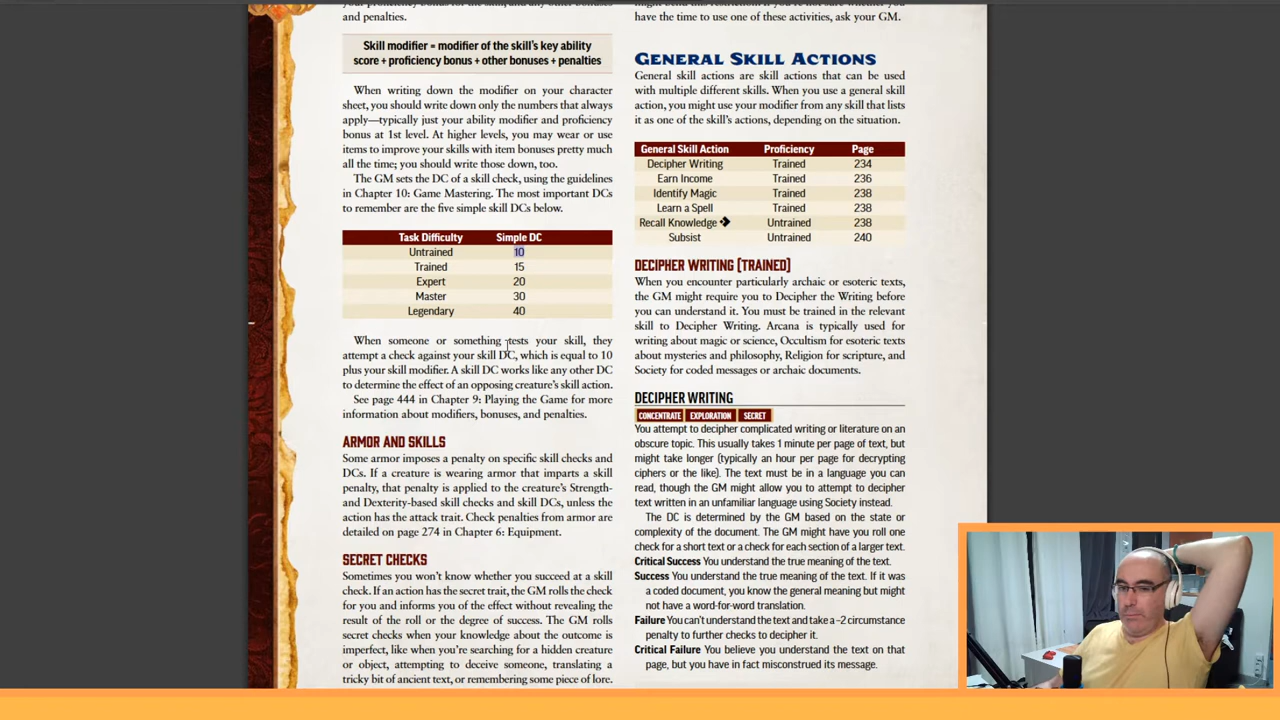 your proficiency bonus for the skill, and any other bonuses
and penalties.
Skill modifier = modifier of the skill's key ability
score + proficiency bonus + other bonuses + penalties
When writing down the modifier on your character
sheet, you should write down only the numbers that always
apply—typically just your ability modifier and proficiency
bonus at 1st level. At higher levels, you may wear or use
items to improve your skills with item bonuses pretty much
all the time; you should write those down, too.
The GM sets the DC of a skill check, using the guidelines
in Chapter 10: Game Mastering. The most important DCs
to remember are the five simple skill DCs below.
Task Difficulty Simple DC
Untrained 10
Trained 15
Expert 20
Master 30
Legendary 40
When someone or something tests your skill, they
attempt a check against your skill DC, which is equal to 10
plus your skill modifier. A skill DC works like any other DC
to determine the effect of an opposing creature's skill action.
See page 444 in Chapter 9: Playing the Game for more
information about modifiers, bonuses, and penalties.
ARMOR AND SKILLS
Some armor imposes a penalty on specific skill checks and
DCs. If a creature is wearing armor that imparts a skill
penalty, that penalty is applied to the creature's Strength-
and Dexterity-based skill checks and skill DCs, unless the
action has the attack trait. Check penalties from armor are
detailed on page 274 in Chapter 6: Equipment.
SECRET CHECKS
Sometimes you won't know whether you succeed at a skill
check. If an action has the secret trait, the GM rolls the check
for you and informs you of the effect without revealing the
result of the roll or the degree of success. The GM rolls
secret checks when your knowledge about the outcome is
imperfect, like when you're searching for a hidden creature
or object, attempting to deceive someone, translating a
tricky bit of ancient text, or remembering some piece of lore.
have the time to use one of these activities, ask your GM.
GENERAL SKILL ACTIONS
General skill actions are skill actions that can be used
with multiple different skills. When you use a general skill
action, you might use your modifier from any skill that lists
it as one of the skill's actions, depending on the situation.
General Skill Action Proficiency Page
Decipher Writing Trained 234
Earn Income Trained 236
Identify Magic Trained 238
Learn a Spell Trained 238
Recall Knowledge Untrained 238
Subsist Untrained 240
DECIPHER WRITING (TRAINED)
When you encounter particularly archaic or esoteric texts,
the GM might require you to Decipher the Writing before
you can understand it. You must be trained in the relevant
skill to Decipher Writing. Arcana is typically used for
writing about magic or science, Occultism for esoteric texts
about mysteries and philosophy, Religion for scripture, and
Society for coded messages or archaic documents.
DECIPHER WRITING
CONCENTRATE EXPLORATION SECRET
You attempt to decipher complicated writing or literature on an
obscure topic. This usually takes 1 minute per page of text, but
might take longer (typically an hour per page for decrypting
ciphers or the like). The text must be in a language you can
read, though the GM might allow you to attempt to decipher
text written in an unfamiliar language using Society instead.
The DC is determined by the GM based on the state or
complexity of the document. The GM might have you roll one
check for a short text or a check for each section of a larger text.
Critical Success You understand the true meaning of the text.
Success You understand the true meaning of the text. If it was
a coded document, you know the general meaning but might
not have a word-for-word translation.
Failure You can't understand the text and take a –2 circumstance
penalty to further checks to decipher it.
Critical Failure You believe you understand the text on that
page, but you have in fact misconstrued its message.